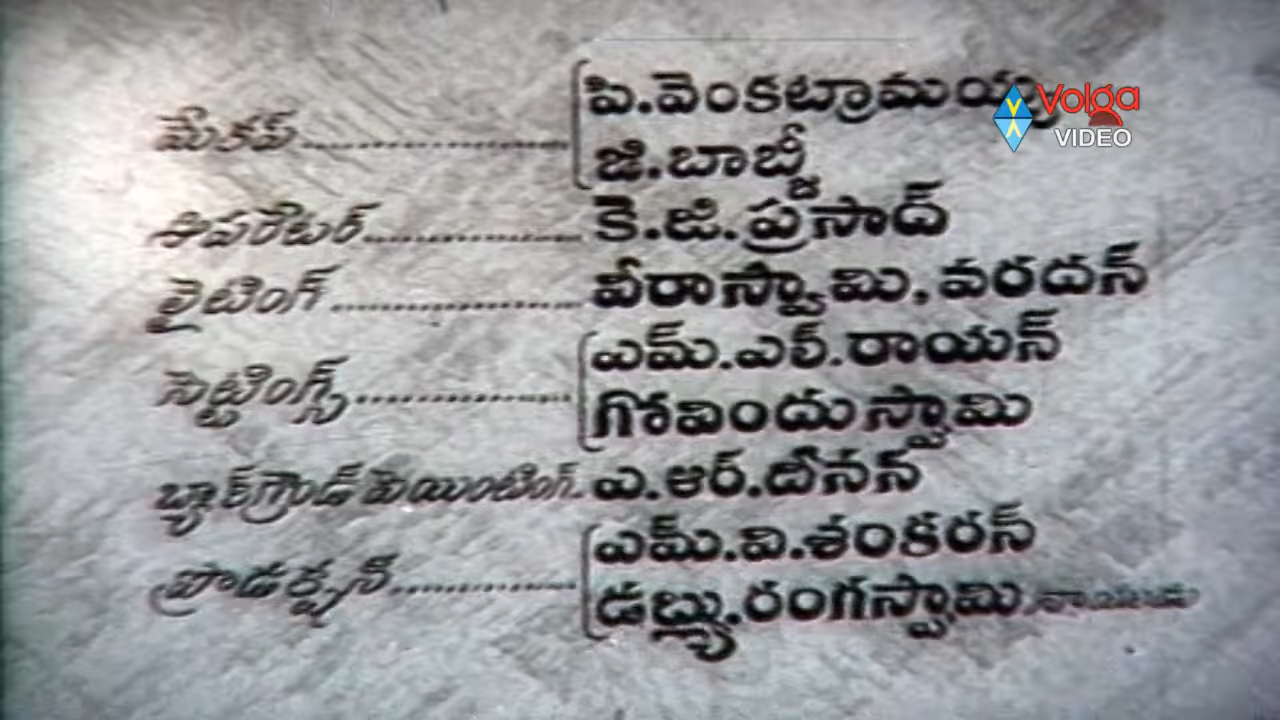 మేకప్.......................పి.వెంకట్రామయ్య
జి.బాబ్జీ
ఆపరేటర్..................కె.జి.ప్రసాద్
లైటింగ్.....................వీరాస్వామి, వరదన్
సెట్టింగ్స్..................ఎమ్.ఎల్.రాయన్
గోవిందుస్వామి
బ్యాక్‌గ్రౌండ్ పెయింటింగ్..ఎ.ఆర్.దీనన్
ప్రొడక్షన్................ఎమ్.వి.శంకరన్
డబ్ల్యు.రంగస్వామి నాయుడు
Volga
VIDEO